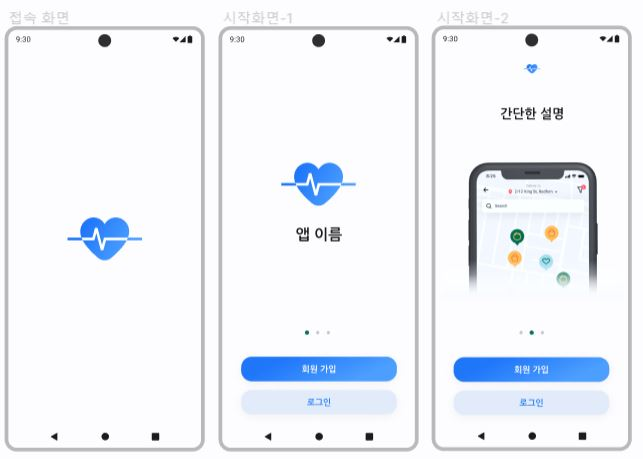 접속 화면
9:30
시작화면-1
9:30
앱 이름
회원 가입
로그인
시작화면-2
9:30
간단한 설명
Search
회원 가입
로그인